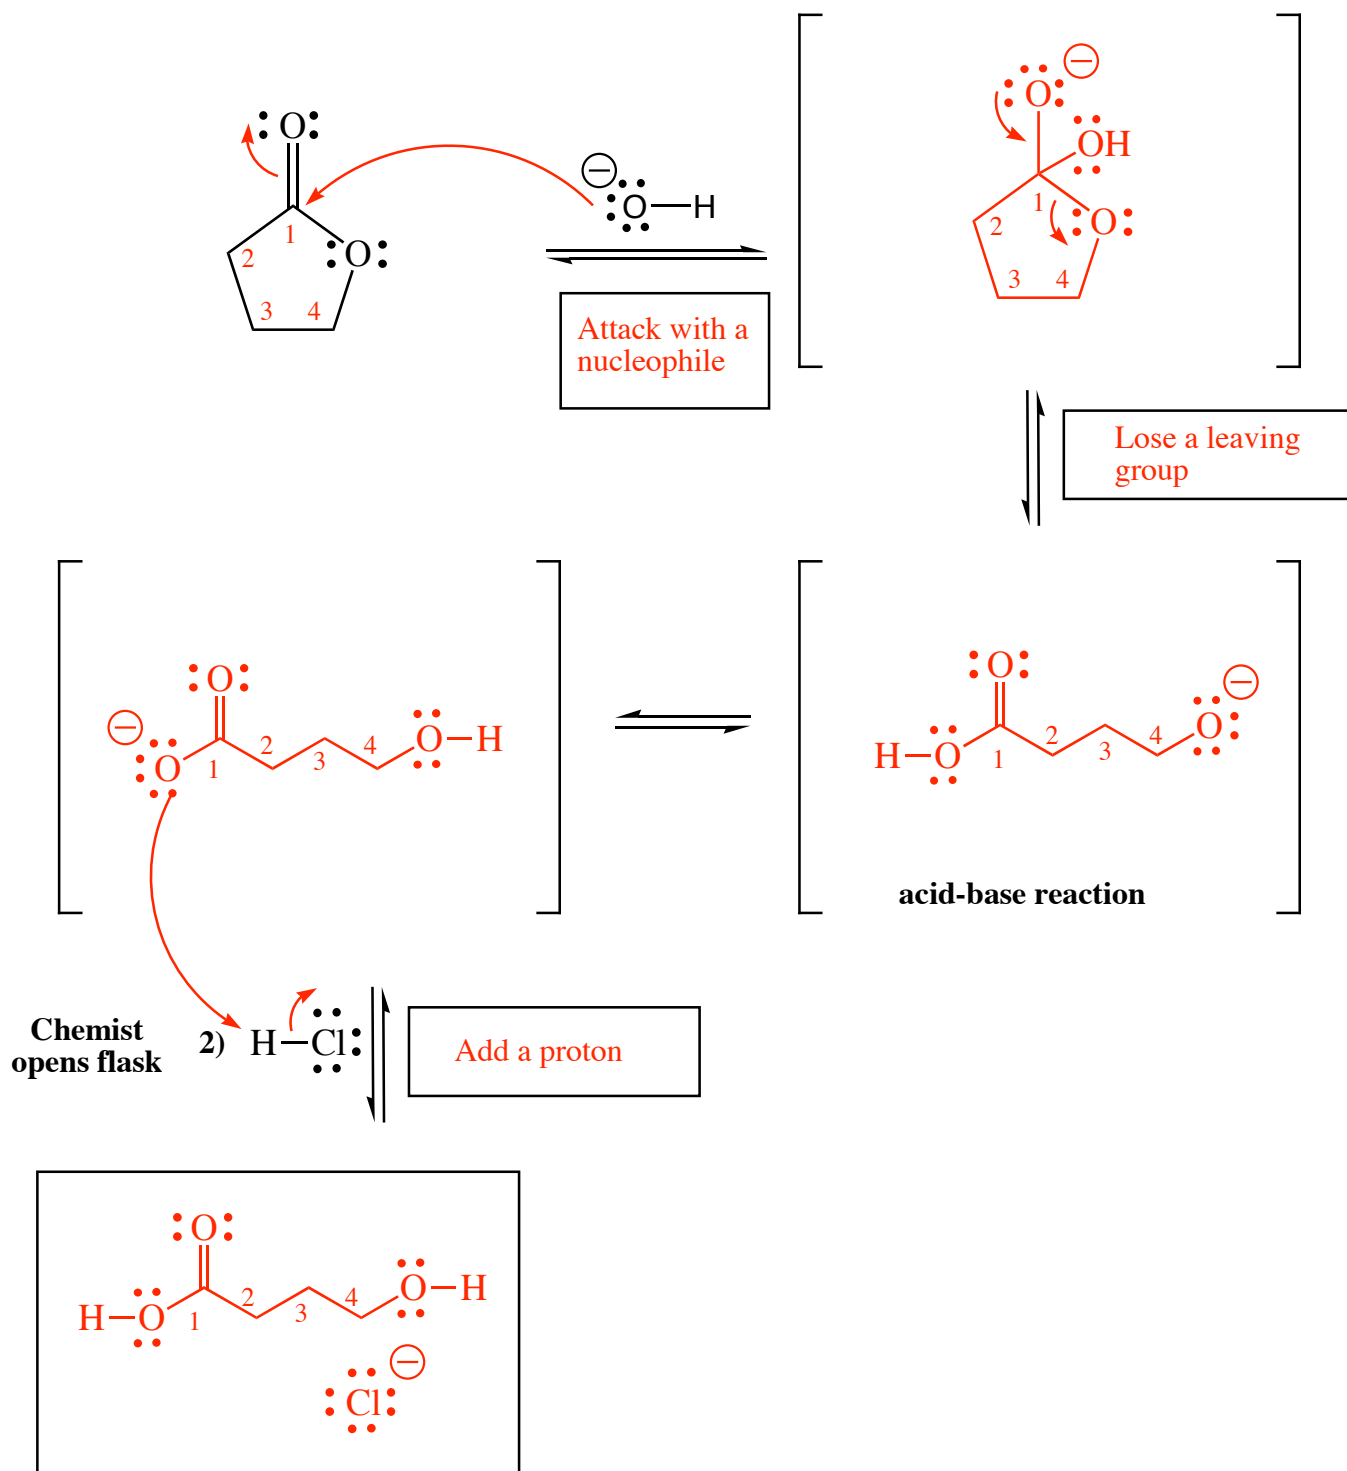 O
O
1
2
3
4
O
H
Attack with a
nucleophile
O
OH
O
1
2
3
4
Lose a leaving
group
O
O
1
2
3
4
O
H
O
H
O
1
2
3
4
O
acid-base reaction
Chemist
opens flask
2)
H
Cl
Add a proton
O
H
O
1
2
3
4
O
H
Cl